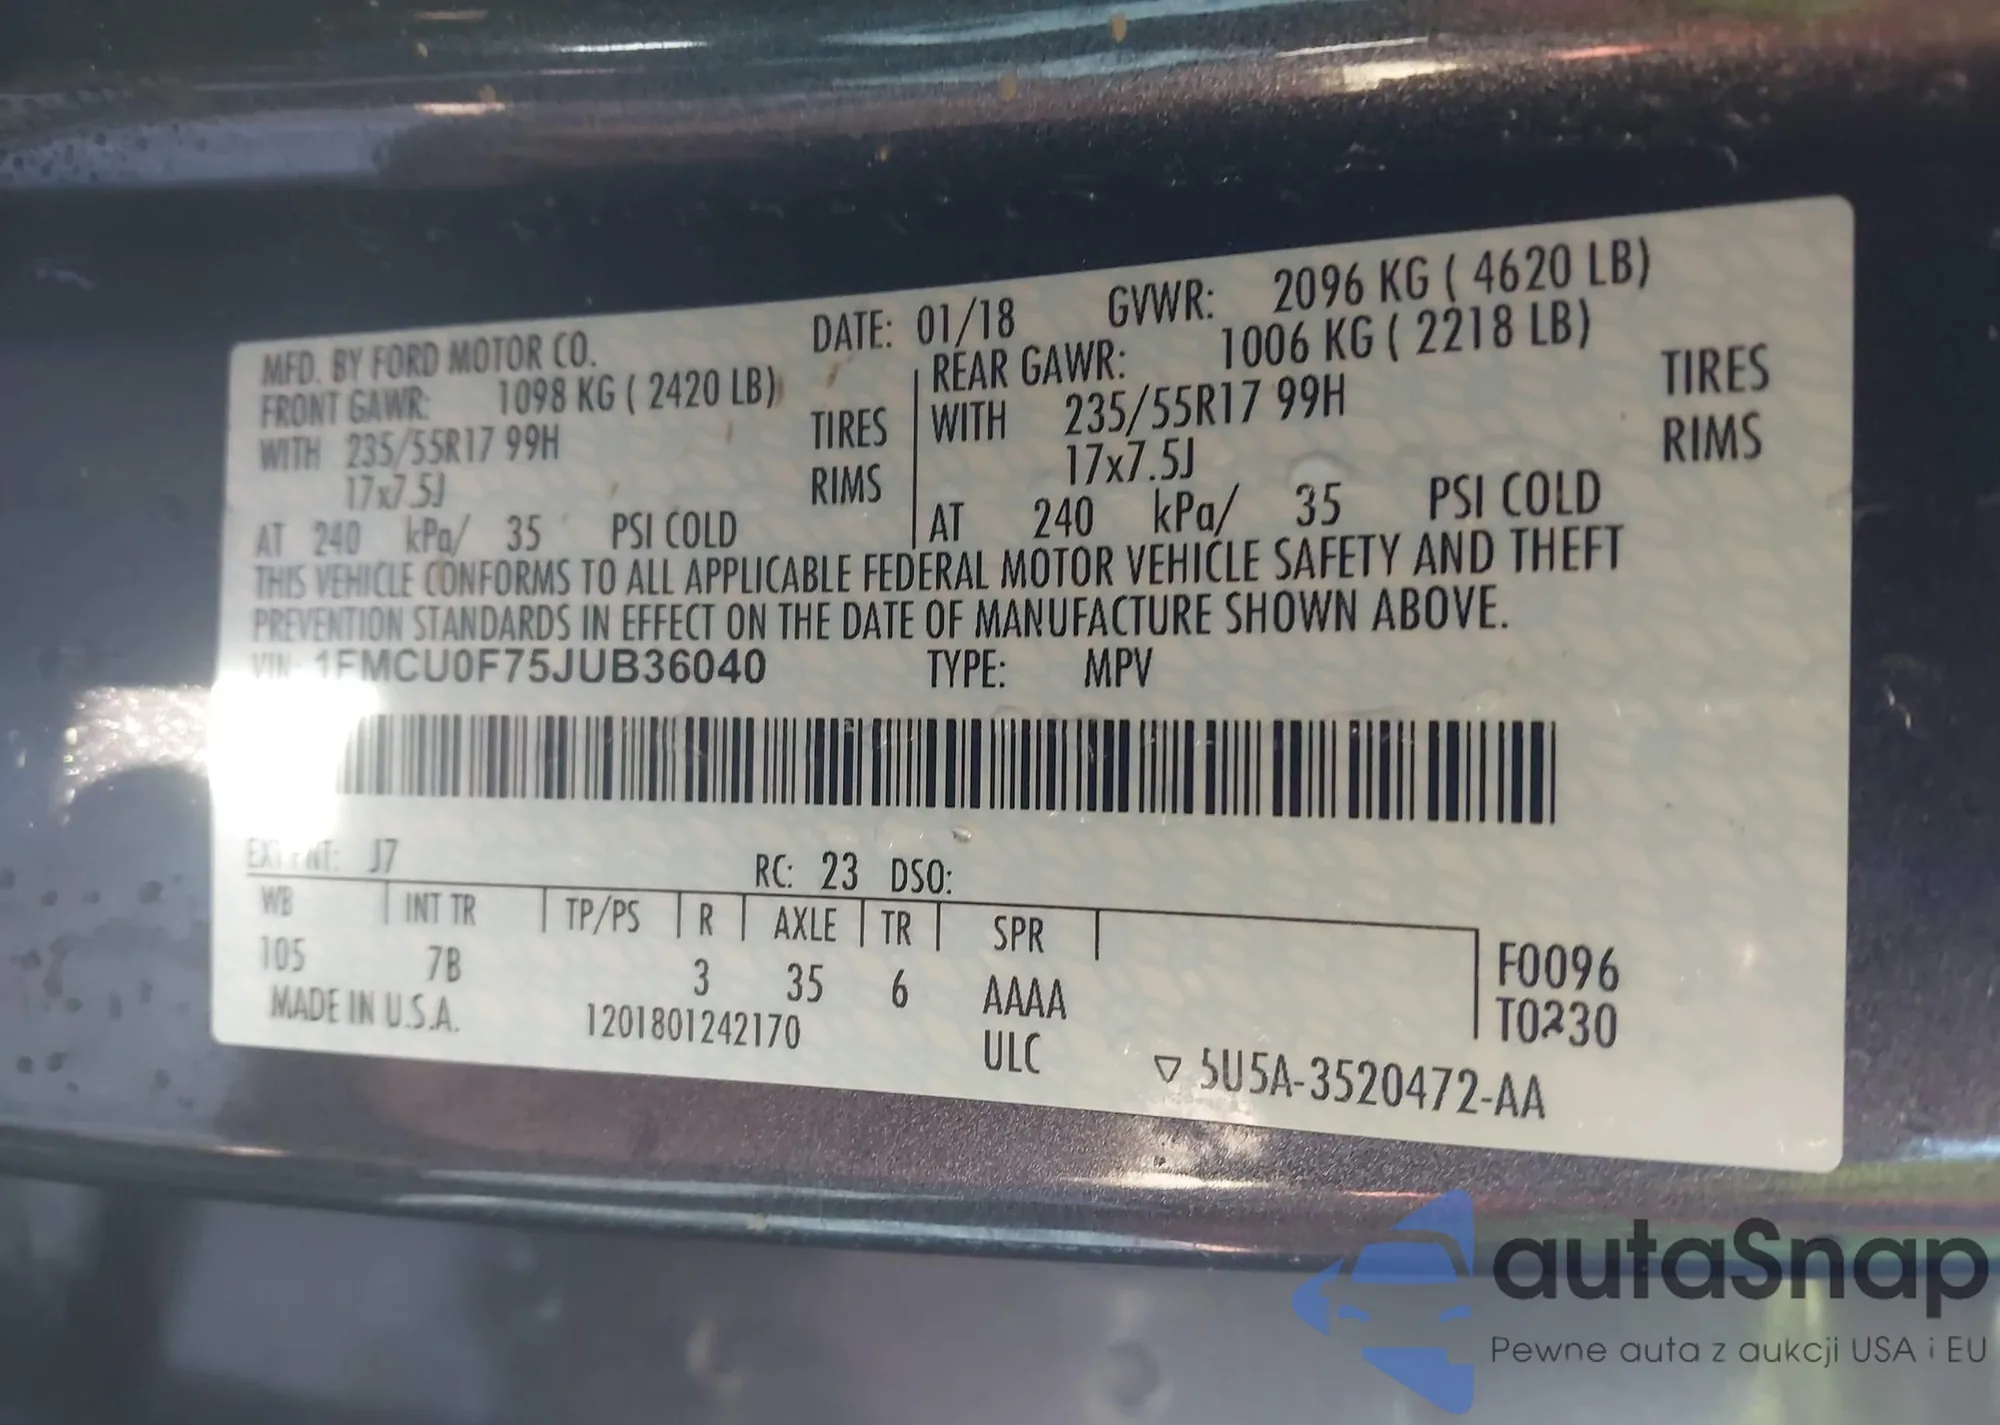 MFD. BY FORD MOTOR CO. DATE: 01/18 GVWR: 2096 KG ( 4620 LB)
FRONT GAWR: 1098 KG ( 2420 LB) REAR GAWR: 1006 KG ( 2218 LB)
WITH 235/55R17 99H TIRES WITH 235/55R17 99H TIRES
17x7.5J RIMS 17x7.5J RIMS
AT 240 kPa/ 35 PSI COLD AT 240 kPa/ 35 PSI COLD
THIS VEHICLE CONFORMS TO ALL APPLICABLE FEDERAL MOTOR VEHICLE SAFETY AND THEFT
PREVENTION STANDARDS IN EFFECT ON THE DATE OF MANUFACTURE SHOWN ABOVE.
VIN: 1FMCU0F75JUB36040 TYPE: MPV
EXT PNT: J7 RC: 23 DSO:
WB INT TR TP/PS R AXLE TR SPR
105 7B 3 35 6 AAAA F0096
MADE IN U.S.A. 1201801242170 ULC T0230
5U5A-3520472-AA
autaSnap
Pewne auta z aukcji USA i EU